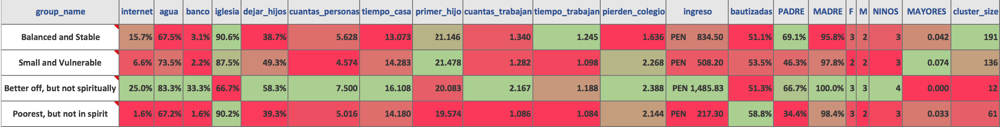 group_name internet agua banco iglesia dejar_hijos cuantas_personas tiempo_casa primer_hijo cuantas_trabajan tiempo_trabajan pierden_colegio ingreso bautizadas PADRE MADRE F M NINOS MAYORES cluster_size
Balanced and Stable 15.7% 67.5% 3.1% 90.6% 38.7% 5.628 13.073 21.146 1.340 1.245 1.636 PEN 834.50 51.1% 69.1% 95.8% 3 2 3 0.042 191
Small and Vulnerable 6.6% 73.5% 2.2% 87.5% 49.3% 4.574 14.283 21.478 1.282 1.098 2.268 PEN 508.20 53.5% 46.3% 97.8% 2 2 3 0.074 136
Better off, but not spiritually 25.0% 83.3% 33.3% 66.7% 58.3% 7.500 16.108 20.083 2.167 1.188 2.388 PEN 1,485.83 51.3% 66.7% 100.0% 3 3 4 0.000 12
Poorest, but not in spirit 1.6% 67.2% 1.6% 90.2% 39.3% 5.016 14.180 19.574 1.086 1.084 2.144 PEN 217.30 58.8% 34.4% 98.4% 3 2 3 0.033 61